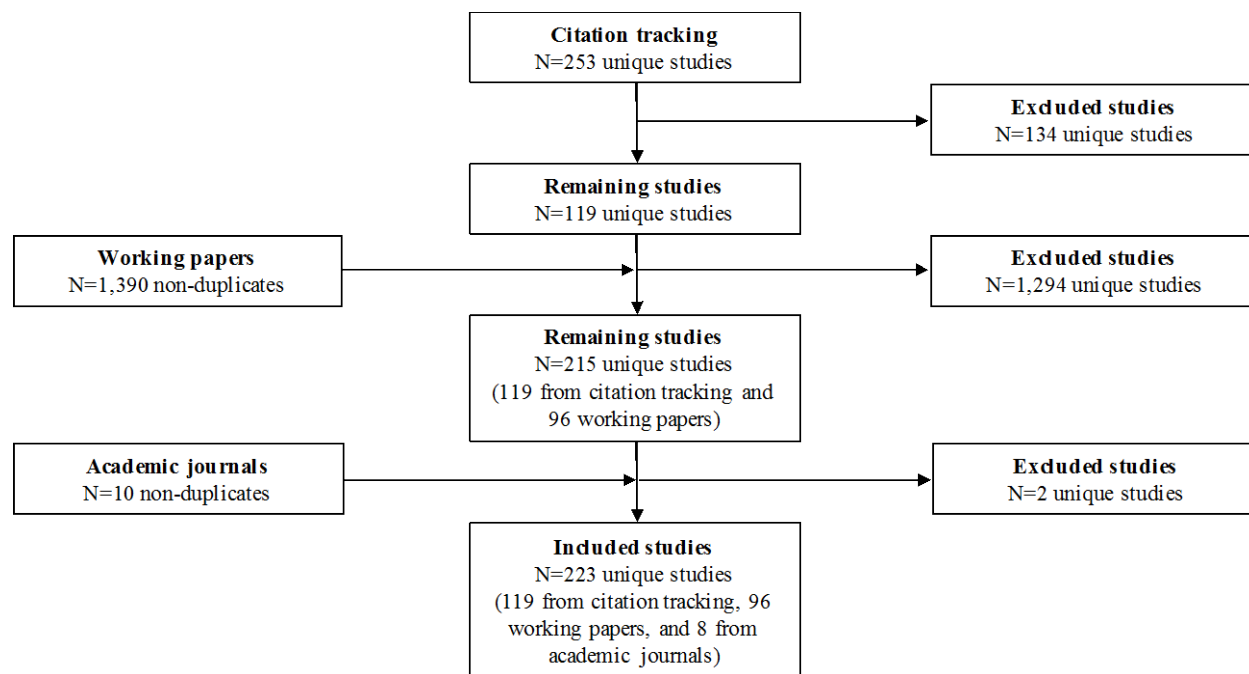 Citation tracking
N=253 unique studies
Excluded studies
N=134 unique studies
Remaining studies
N=119 unique studies
Working papers
N=1,390 non-duplicates
Excluded studies
N=1,294 unique studies
Remaining studies
N=215 unique studies
(119 from citation tracking and
96 working papers)
Academic journals
N=10 non-duplicates
Excluded studies
N=2 unique studies
Included studies
N=223 unique studies
(119 from citation tracking, 96
working papers, and 8 from
academic journals)